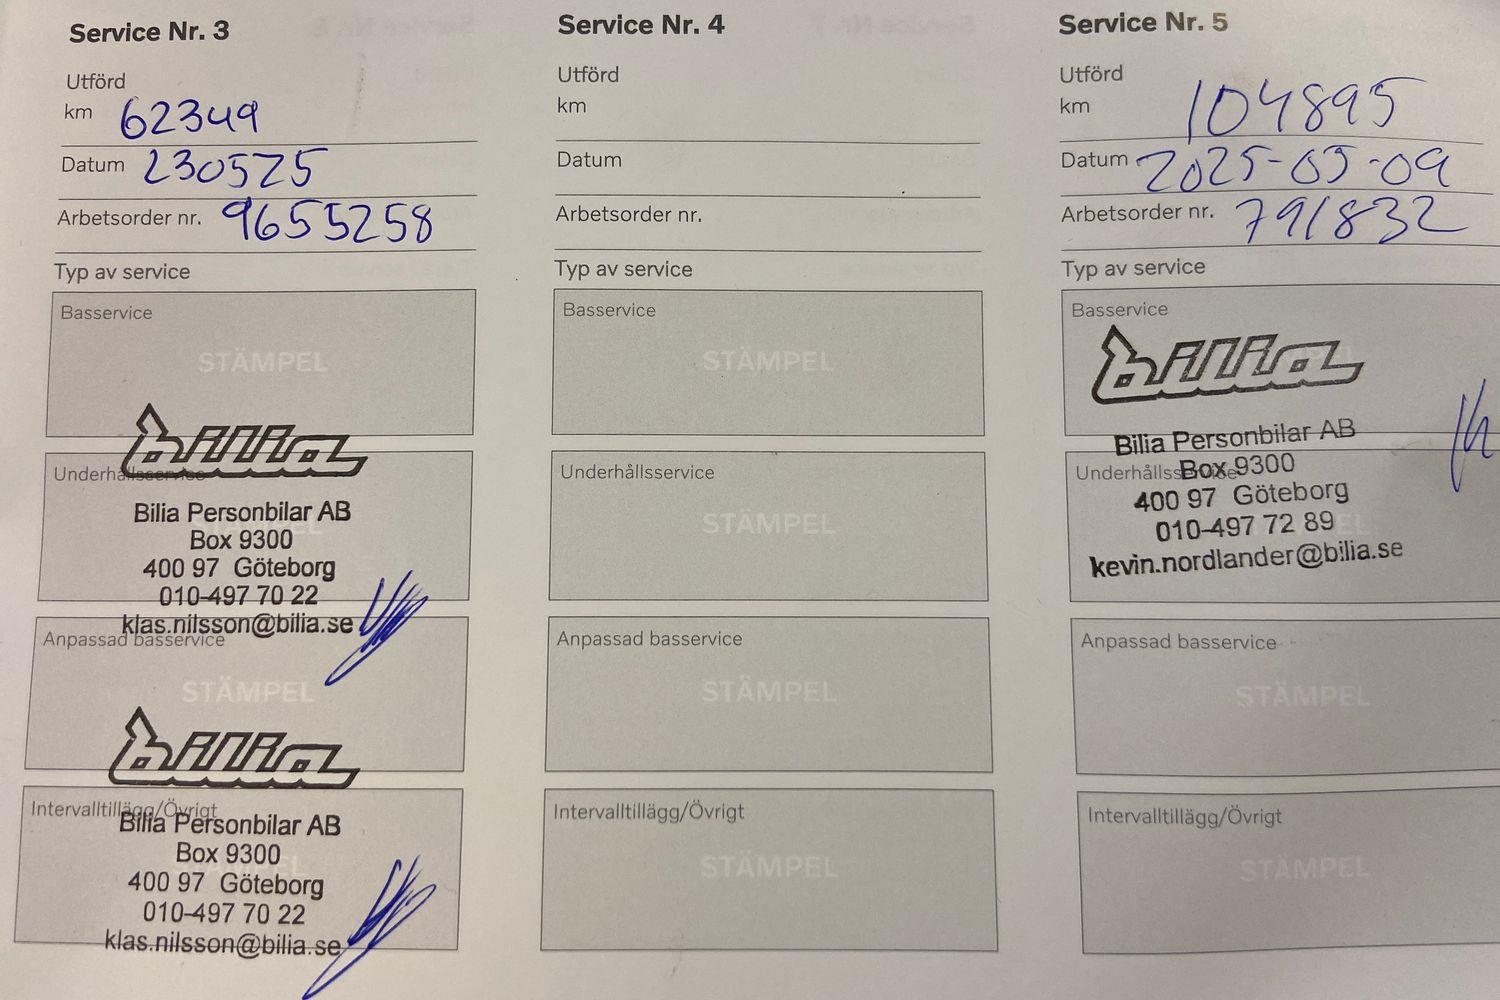 Service Nr. 3
Utförd
km 62349
Datum 230525
Arbetsorder nr. 9655258
Typ av service
Basservice
STÄMPEL
bilia
Underhållsservice
Bilia Personbilar AB
Box 9300
400 97 Göteborg
010-497 70 22
klas.nilsson@bilia.se
Anpassad basservice
STÄMPEL
bilia
Intervalltillägg/Övrigt
Bilia Personbilar AB
Box 9300
400 97 Göteborg
010-497 70 22
klas.nilsson@bilia.se
Service Nr. 4
Utförd
km
Datum
Arbetsorder nr.
Typ av service
Basservice
STÄMPEL
Underhållsservice
STÄMPEL
Anpassad basservice
STÄMPEL
Intervalltillägg/Övrigt
STÄMPEL
Service Nr. 5
Utförd
km 104895
Datum 2025-05-09
Arbetsorder nr. 791832
Typ av service
Basservice
bilia
Bilia Personbilar AB
Underhållsservice
Box 9300
400 97 Göteborg
010-497 72 89
kevin.nordlander@bilia.se
Anpassad basservice
STÄMPEL
Intervalltillägg/Övrigt
STÄMPEL